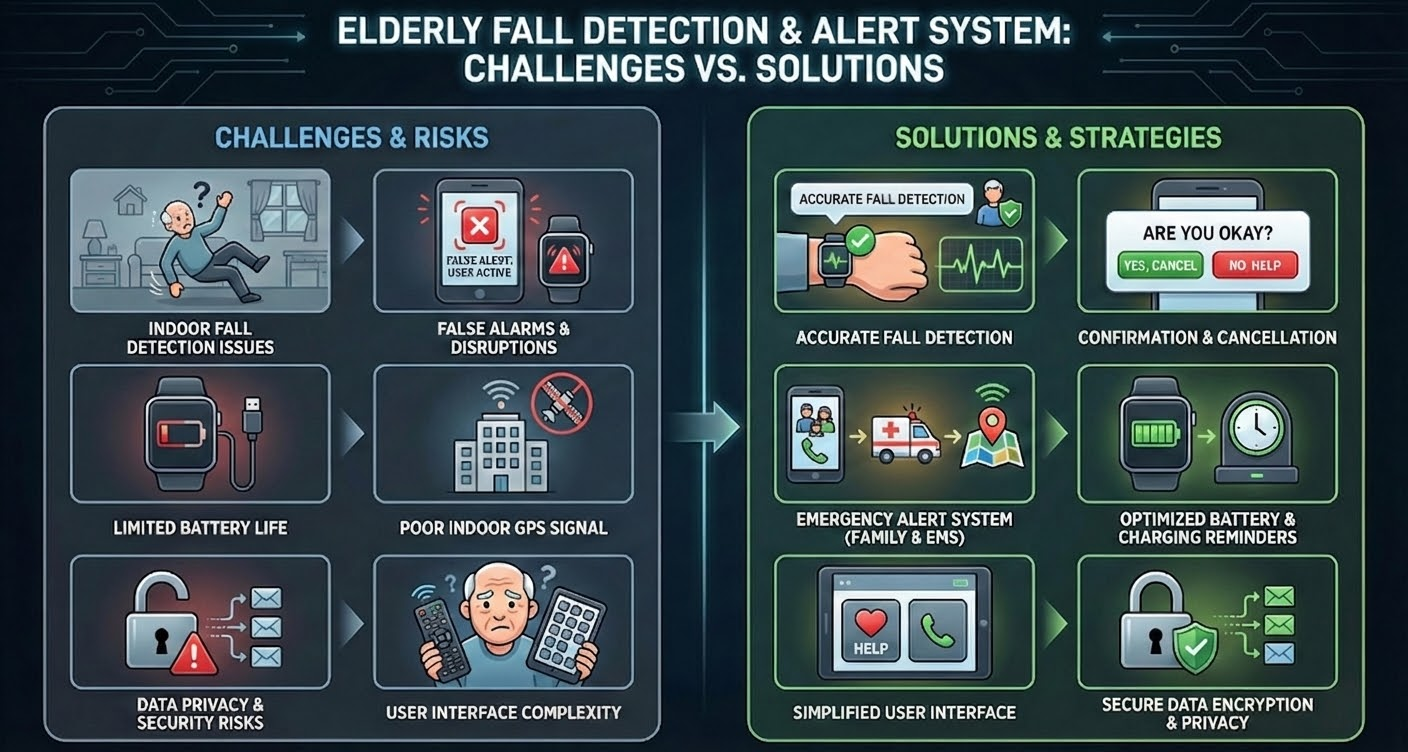 ELDERLY FALL DETECTION & ALERT SYSTEM:
CHALLENGES VS. SOLUTIONS
CHALLENGES & RISKS
?
FALSE ALERT:
USER ACTIVE
INDOOR FALL
DETECTION ISSUES
FALSE ALARMS &
DISRUPTIONS
LIMITED BATTERY LIFE
POOR INDOOR GPS SIGNAL
? ?
DATA PRIVACY &
SECURITY RISKS
USER INTERFACE COMPLEXITY
SOLUTIONS & STRATEGIES
ACCURATE FALL DETECTION
ARE YOU OKAY?
YES, CANCEL
NO, HELP
ACCURATE FALL DETECTION
CONFIRMATION & CANCELLATION
EMERGENCY ALERT SYSTEM
(FAMILY & EMS)
OPTIMIZED BATTERY &
CHARGING REMINDERS
HELP
SIMPLIFIED USER INTERFACE
SECURE DATA ENCRYPTION
& PRIVACY